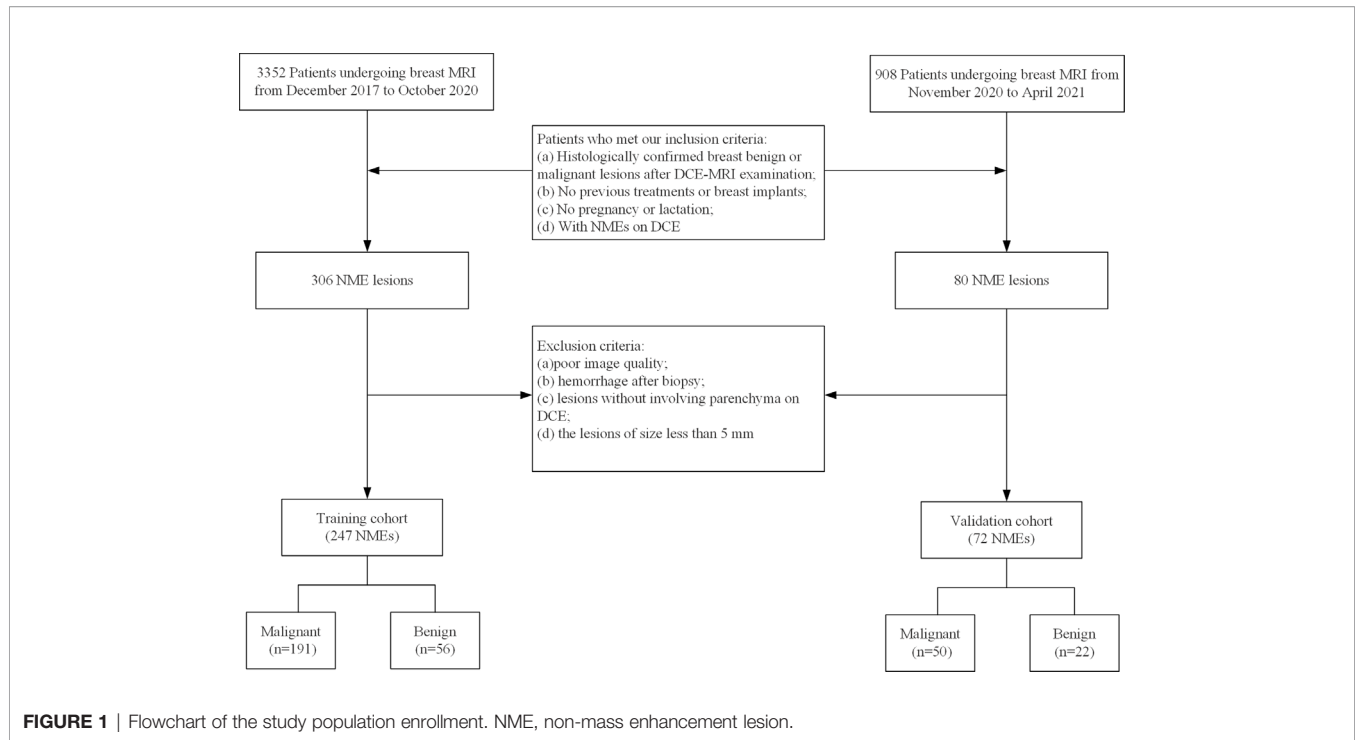 3352 Patients undergoing breast MRI
from December 2017 to October 2020
908 Patients undergoing breast MRI from
November 2020 to April 2021
Patients who met our inclusion criteria:
(a) Histologically confirmed breast benign or
malignant lesions after DCE-MRI examination;
(b) No previous treatments or breast implants;
(c) No pregnancy or lactation;
(d) With NMEs on DCE
306 NME lesions
80 NME lesions
Exclusion criteria:
(a)poor image quality;
(b) hemorrhage after biopsy;
(c) lesions without involving parenchyma on
DCE;
(d) the lesions of size less than 5 mm
Training cohort
(247 NMEs)
Validation cohort
(72 NMEs)
Malignant
(n=191)
Benign
(n=56)
Malignant
(n=50)
Benign
(n=22)
FIGURE 1 | Flowchart of the study population enrollment. NME, non-mass enhancement lesion.